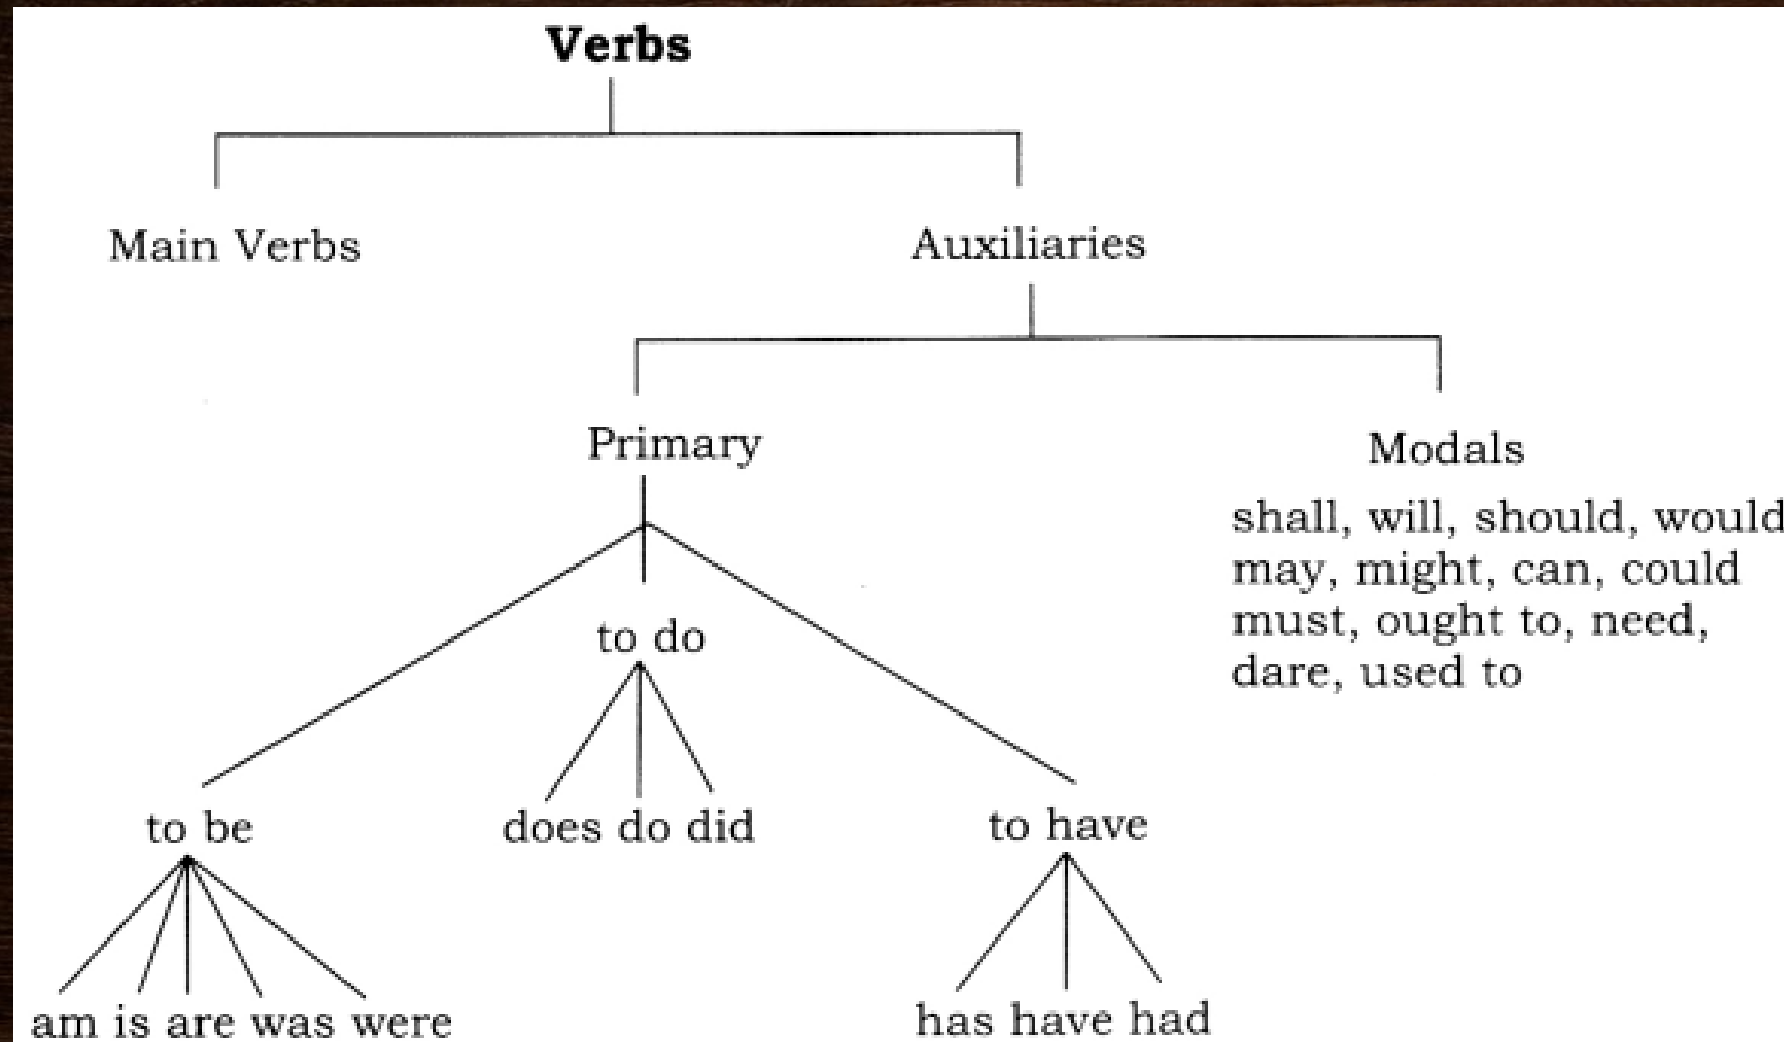 Verbs
Main Verbs
Auxiliaries
Primary
Modals
shall, will, should, would
may, might, can, could
must, ought to, need,
dare, used to
to do
does do did
to be
to have
am is are was were
has have had